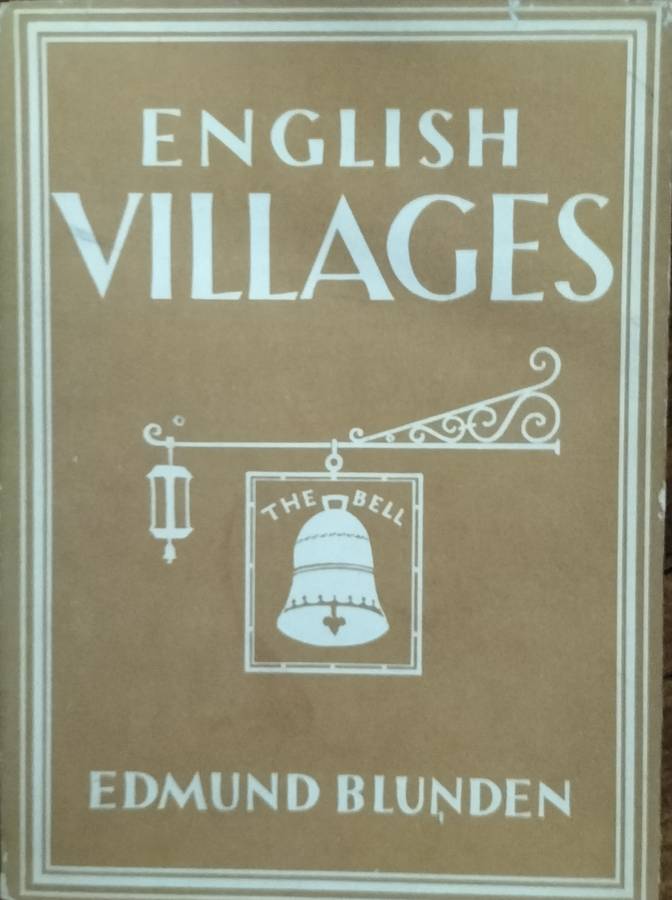 ENGLISH
VILLAGES
THE BELL
EDMUND BLUNDEN